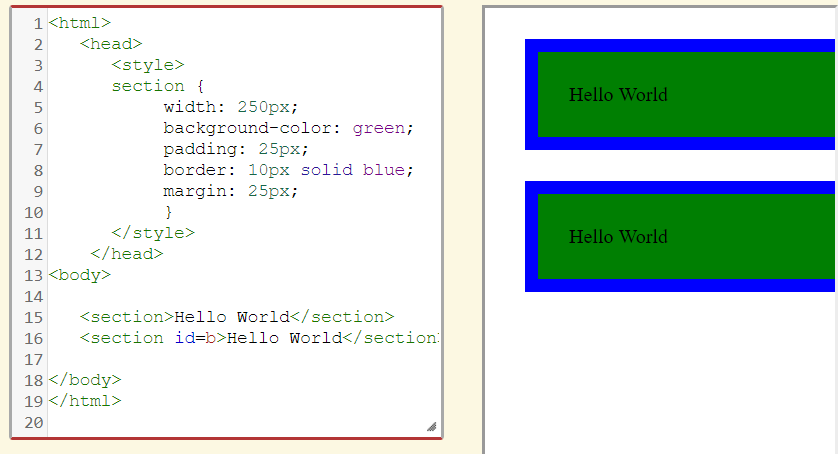 1 <html>
2 <head>
3 <style>
4 section {
5 width: 250px;
6 background-color: green;
7 padding: 25px;
8 border: 10px solid blue;
9 margin: 25px;
10 }
11 </style>
12 </head>
13 <body>
14
15 <section>Hello World</section>
16 <section id=b>Hello World</section
17
18 </body>
19 </html>
20
Hello World
Hello World